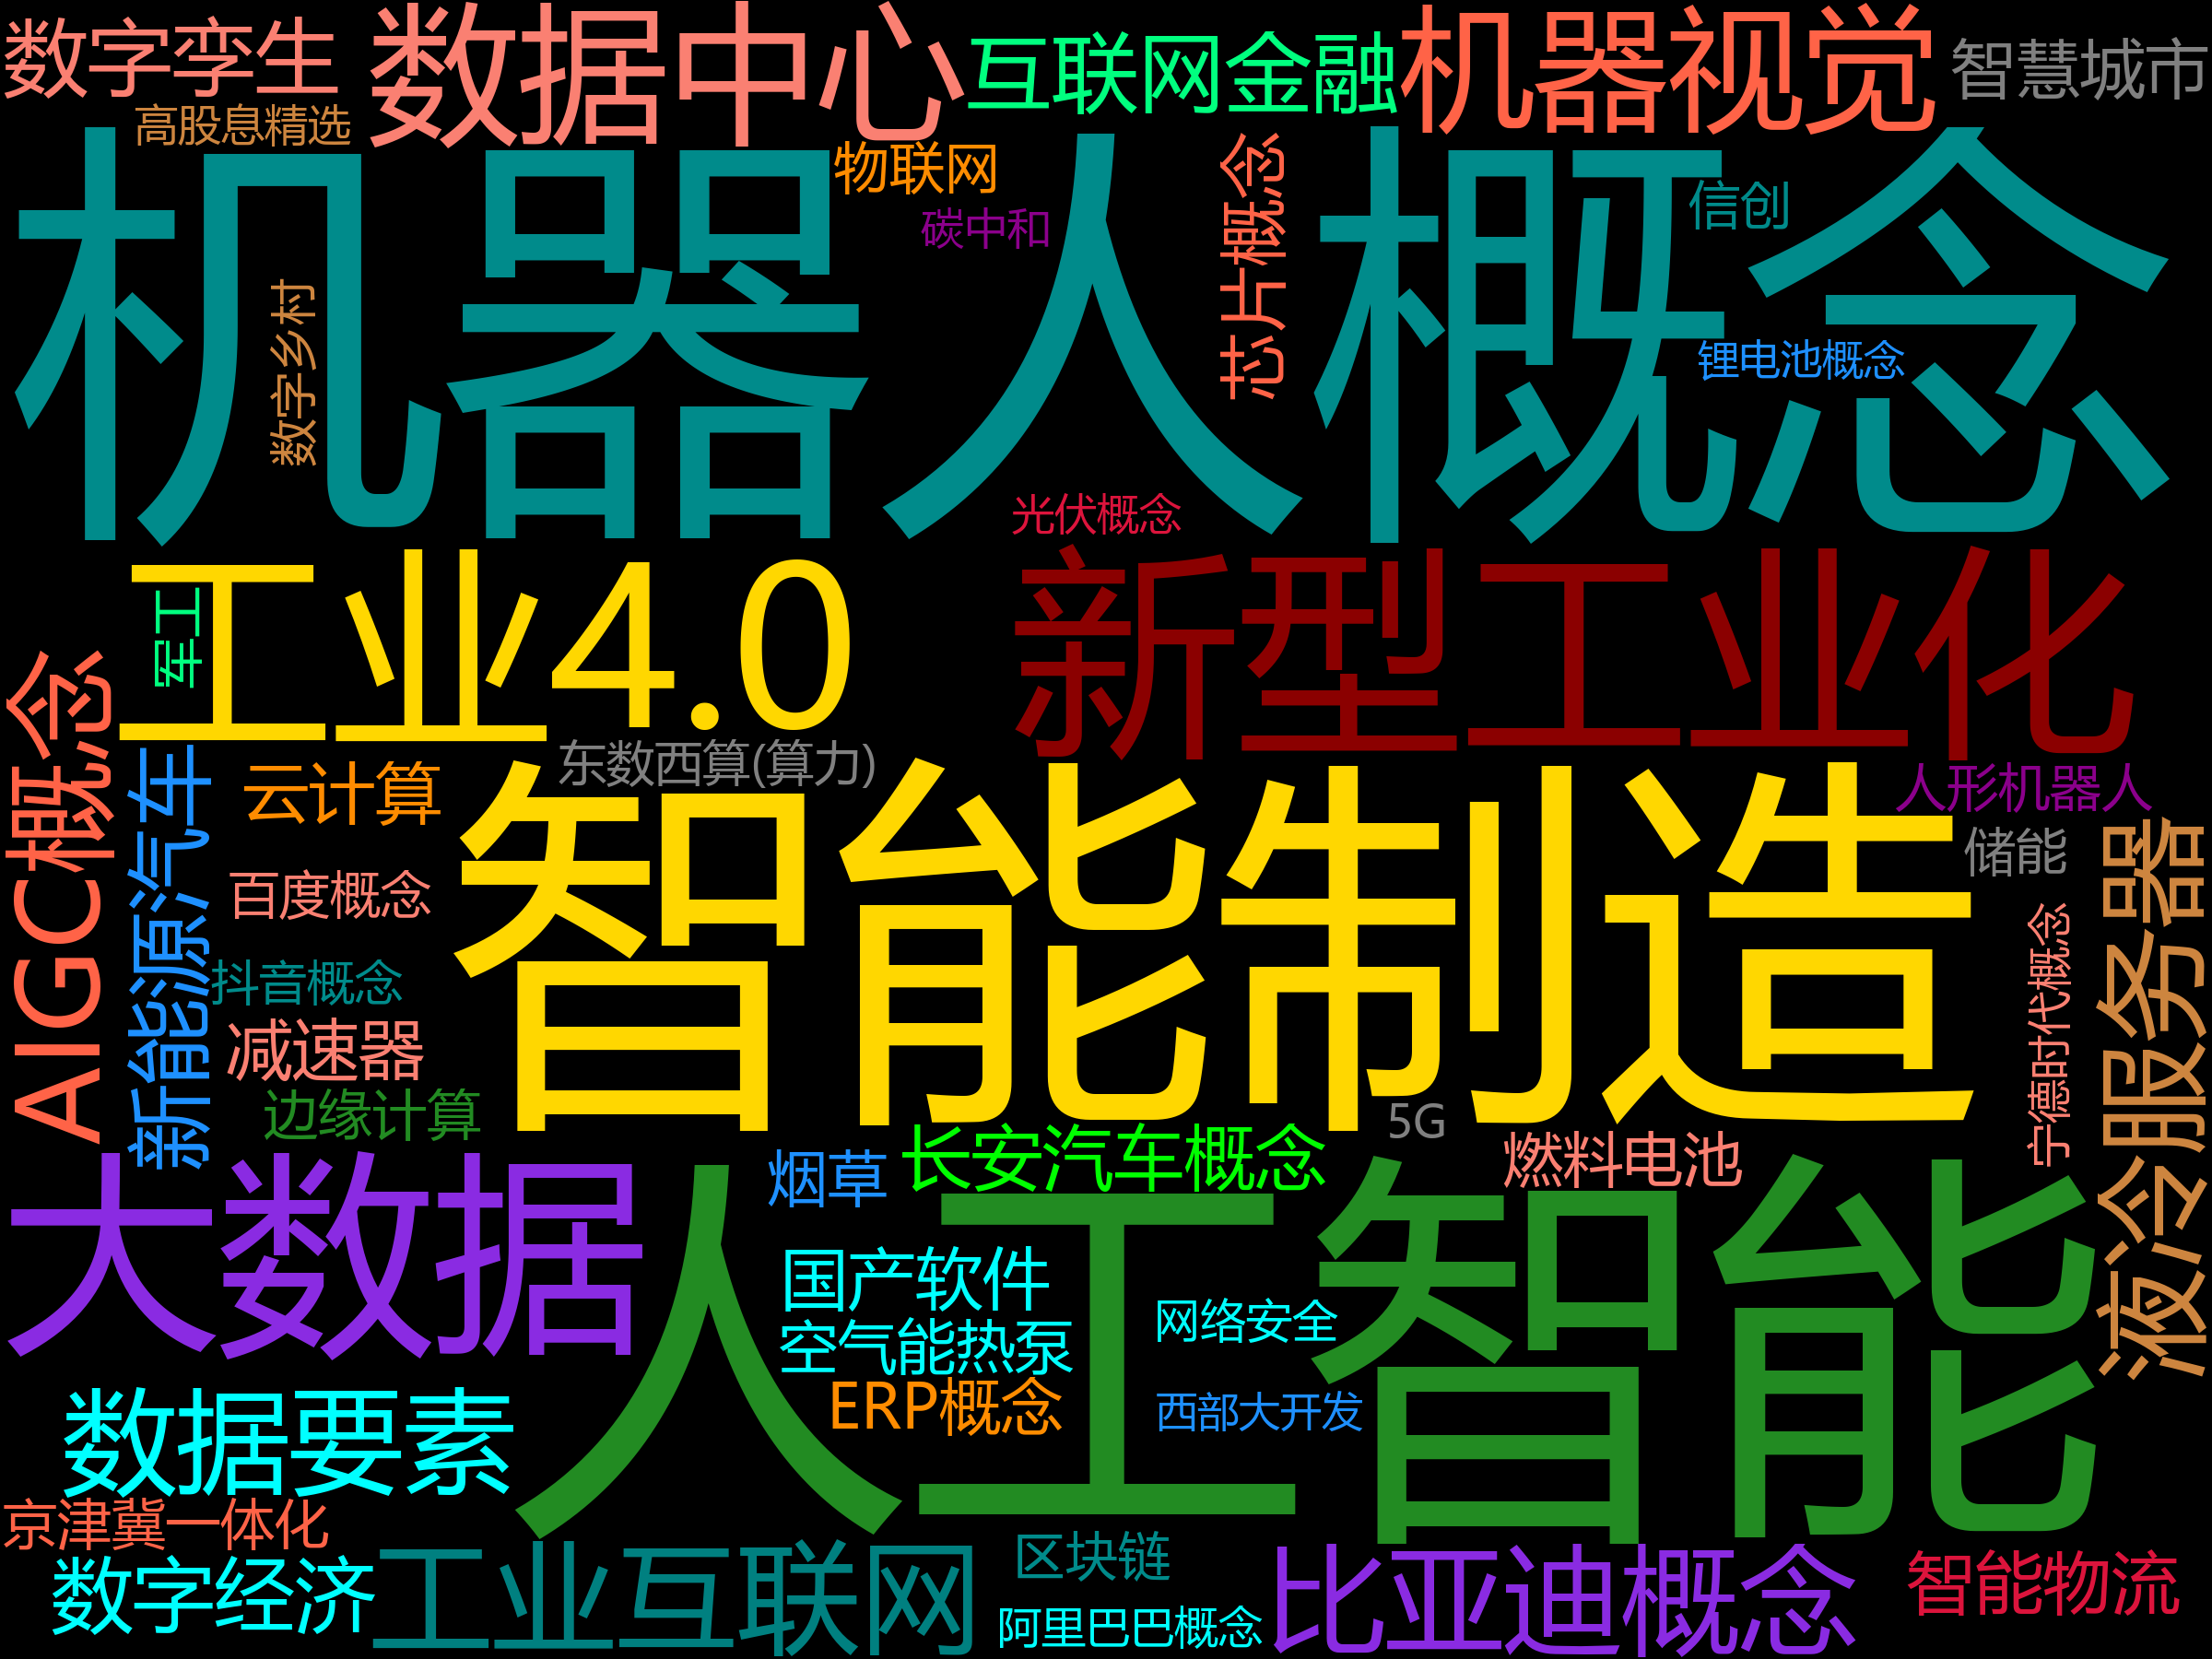 数字孪生
数据中心
互联网金融
机器视觉
智慧城市
高股息精选
物联网
碳中和
芯片概念
信创
机器人概念
数字乡村
锂电池概念
光伏概念
工业4.0
新型工业化
军工
AIGC概念
新能源汽车
云计算
东数西算(算力)
人形机器人
智能制造
储能
百度概念
抖音概念
减速器
边缘计算
宁德时代概念
液冷服务器
5G
长安汽车概念
燃料电池
烟草
大数据
人工智能
国产软件
空气能热泵
网络安全
ERP概念
西部大开发
数据要素
京津冀一体化
数字经济
工业互联网
区块链
阿里巴巴概念
比亚迪概念
智能物流